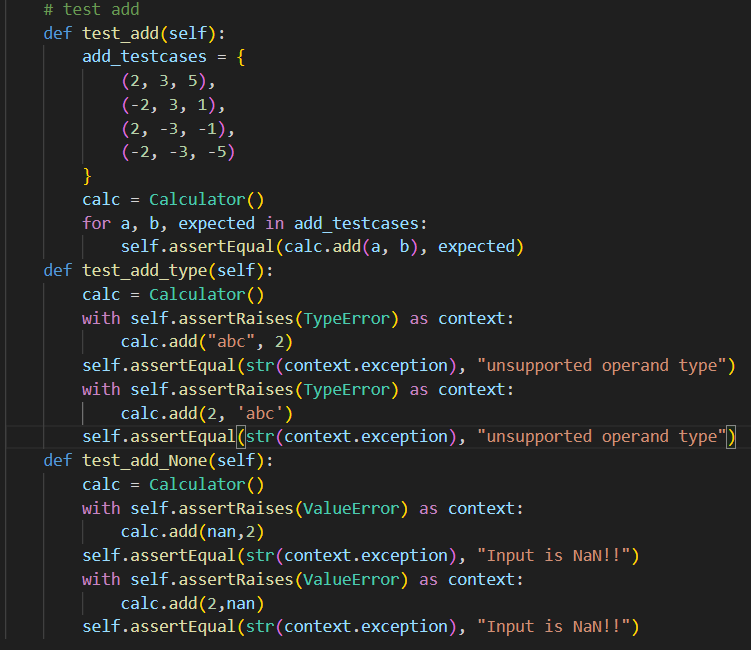 # test add
def test_add(self):
    add_testcases = {
        (2, 3, 5),
        (-2, 3, 1),
        (2, -3, -1),
        (-2, -3, -5)
    }
    calc = Calculator()
    for a, b, expected in add_testcases:
        self.assertEqual(calc.add(a, b), expected)
def test_add_type(self):
    calc = Calculator()
    with self.assertRaises(TypeError) as context:
        calc.add("abc", 2)
    self.assertEqual(str(context.exception), "unsupported operand type")
    with self.assertRaises(TypeError) as context:
        calc.add(2, 'abc')
    self.assertEqual(str(context.exception), "unsupported operand type")
def test_add_None(self):
    calc = Calculator()
    with self.assertRaises(ValueError) as context:
        calc.add(nan,2)
    self.assertEqual(str(context.exception), "Input is NaN!!")
    with self.assertRaises(ValueError) as context:
        calc.add(2,nan)
    self.assertEqual(str(context.exception), "Input is NaN!!")